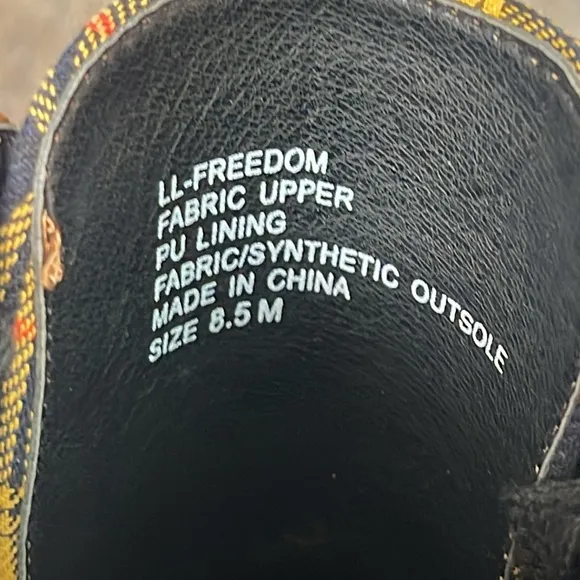 LL-FREEDOM
FABRIC UPPER
PU LINING
FABRIC/SYNTHETIC OUTSOLE
MADE IN CHINA
SIZE 8.5 M